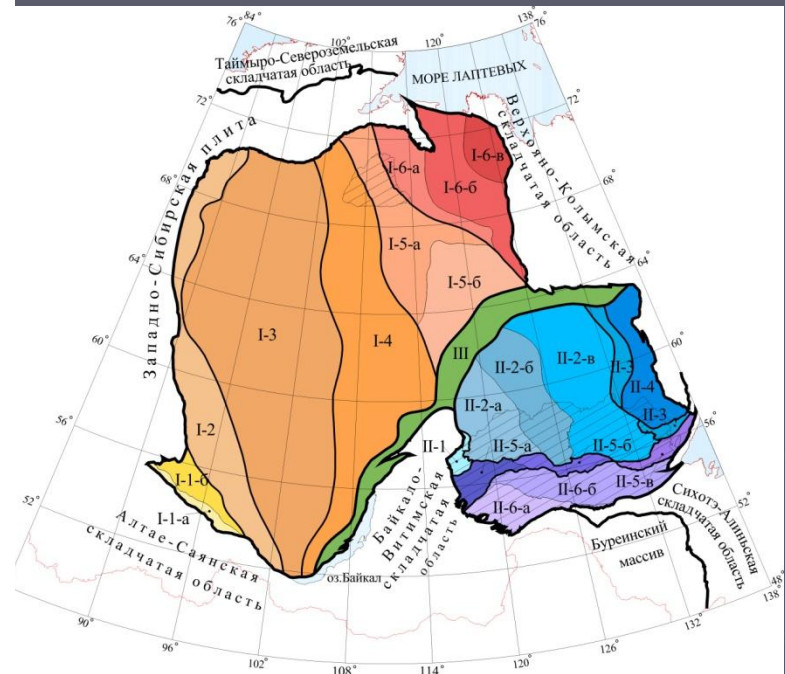 76°
84°
102°
120°
138°
76°
Таймыро-Североземельская
складчатая область
МОРЕ ЛАПТЕВЫХ
72°
72°
Верхояно-Колымская
складчатая область
Западно-Сибирская плита
68°
68°
I-6-а
I-6-б
I-6-в
64°
64°
I-5-а
I-5-б
I-3
I-4
III
60°
60°
II-2-б
II-2-в
II-3
II-4
II-2-а
II-3
56°
56°
I-2
II-1
II-5-а
II-5-б
I-1-б
II-5-в
II-6-б
II-6-а
I-1-а
52°
52°
Алтае-Саянская
складчатая область
Байкало-
Витимская
складчатая
область
Сихотэ-Алиньская
складчатая область
Буреинский
массив
оз.Байкал
48°
138°
90°
96°
102°
108°
114°
120°
126°
132°